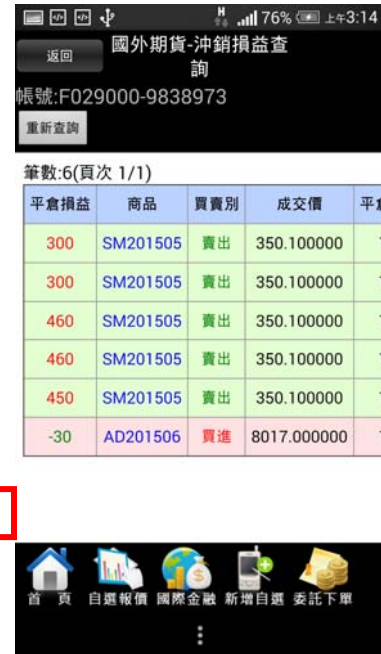 H 76% 上午3:14
返回
國外期貨-沖銷損益查
詢
帳號:F029000-9838973
重新查詢
筆數:6(頁次 1/1)
平倉損益 商品 買賣別 成交價
300 SM201505 賣出 350.100000
300 SM201505 賣出 350.100000
460 SM201505 賣出 350.100000
460 SM201505 賣出 350.100000
450 SM201505 賣出 350.100000
-30 AD201506 買進 8017.000000
首 頁 自選報價 國際金融 新增自選 委託下單